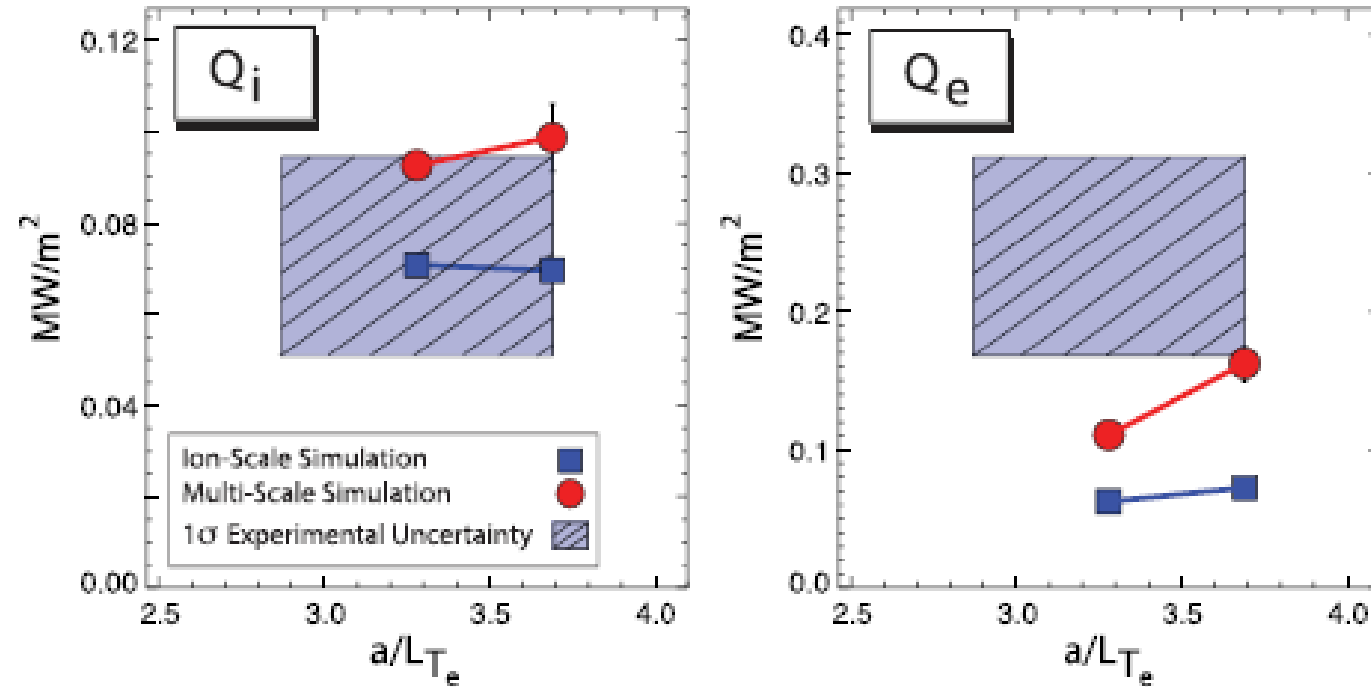 Qi
0.12
0.08
0.04
0.00
MW/m²
2.5 3.0 3.5 4.0
a/LTe
Ion-Scale Simulation
Multi-Scale Simulation
1σ Experimental Uncertainty
Qe
0.4
0.3
0.2
0.1
0.0
MW/m²
2.5 3.0 3.5 4.0
a/LTe